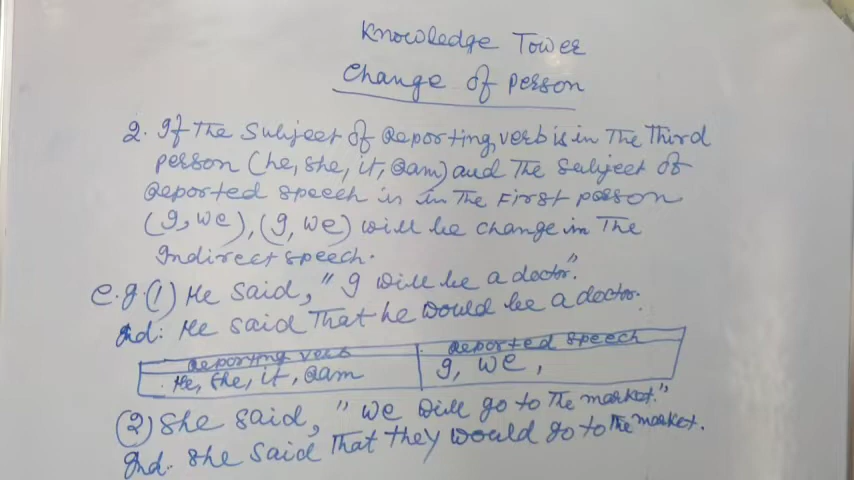 Knowledge Tower
Change of Person
2. If The Subject of Reporting verb is in The Third
person (he, she, it, Ram) and The Subject of
Reported speech is in The First person
(I, we), (I, we) will be change in The
Indirect speech.
e.g. (1) He said, "I will be a doctor."
Ind: He said That he would be a doctor.
Reporting verb Reported speech
He, she, it, Ram I, we,
(2) She said, "we will go to The market."
Ind. She said That they would go to The market.